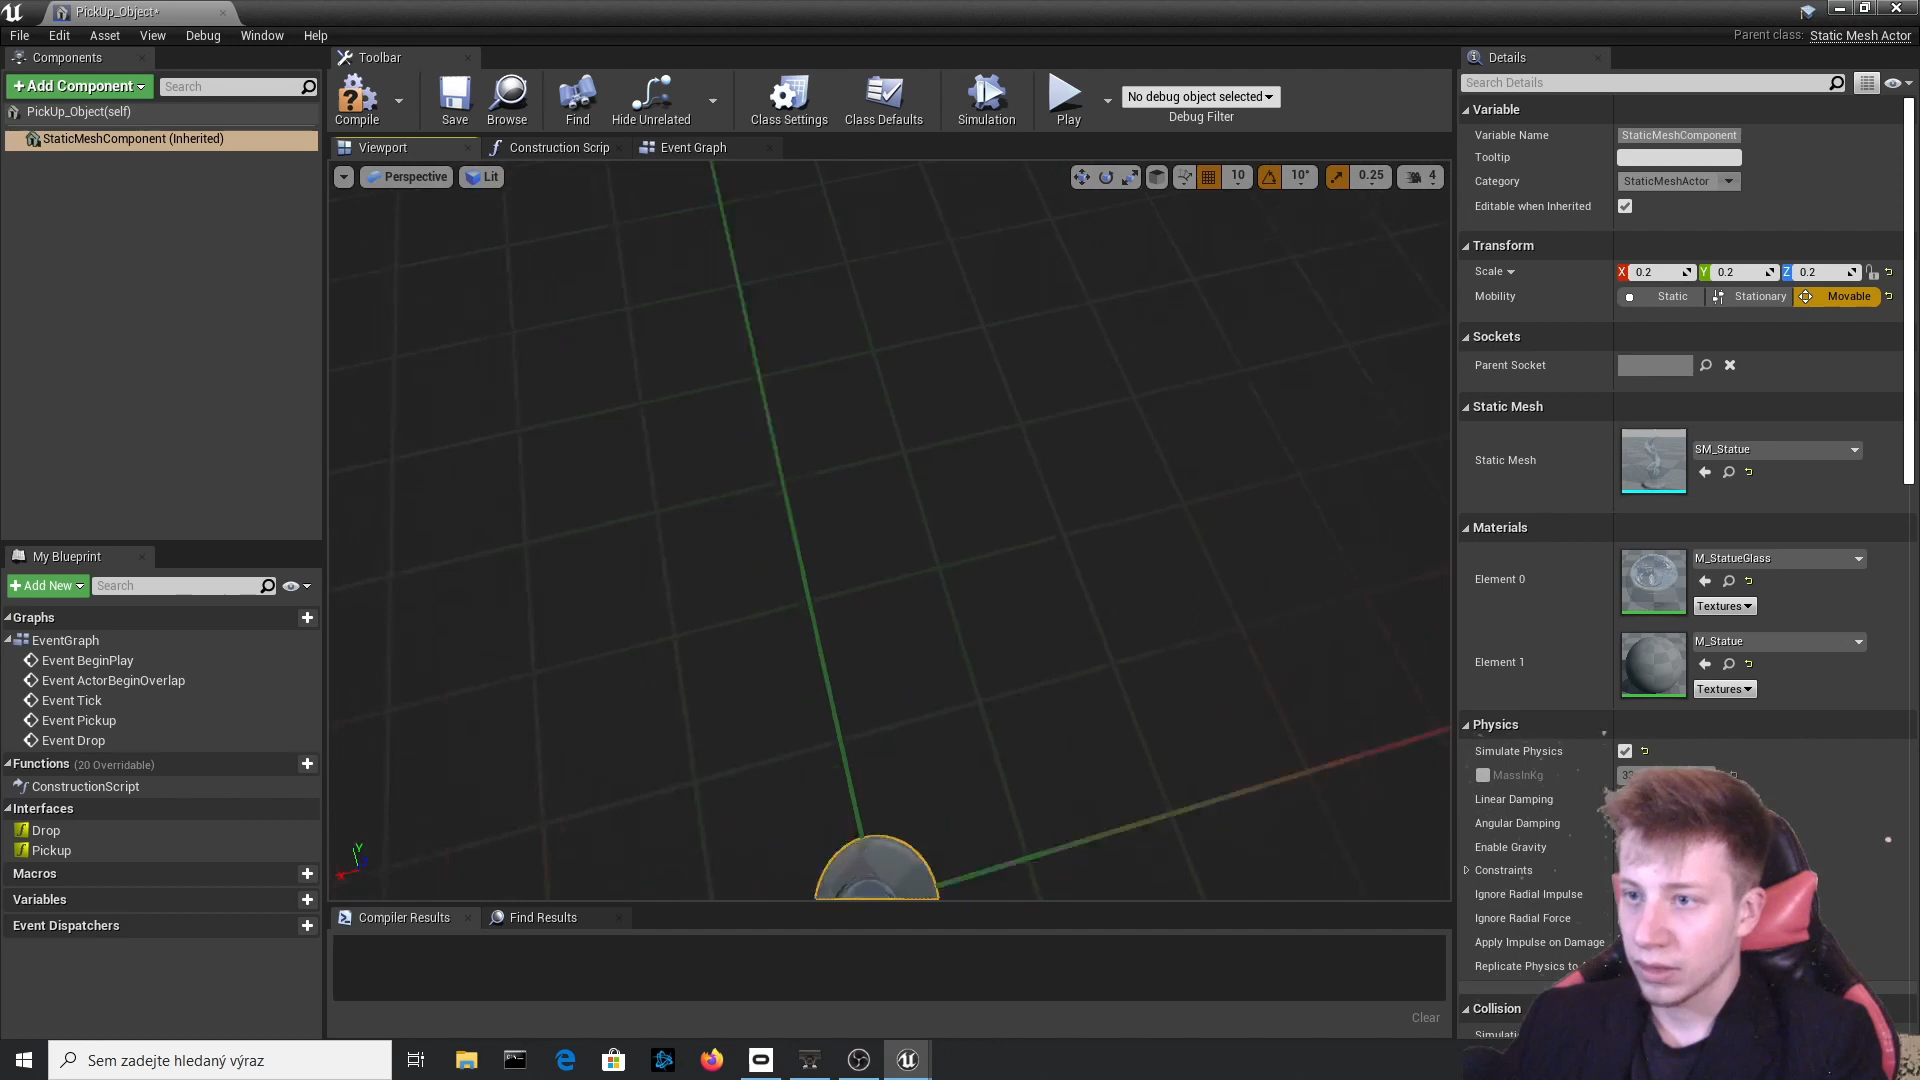 PickUp_Object*
File Edit Asset View Debug Window Help
Parent class: Static Mesh Actor
Components
+Add Component
Search
PickUp_Object(self)
StaticMeshComponent (Inherited)
Toolbar
Compile
Save
Browse
Find
Hide Unrelated
Class Settings
Class Defaults
Simulation
Play
No debug object selected
Debug Filter
Viewport
Construction Scrip
Event Graph
Perspective
Lit
10
10°
0.25
4
Y
My Blueprint
+Add New
Search
Graphs
EventGraph
Event BeginPlay
Event ActorBeginOverlap
Event Tick
Event Pickup
Event Drop
Functions (20 Overridable)
ConstructionScript
Interfaces
Drop
Pickup
Macros
Variables
Event Dispatchers
Compiler Results
Find Results
Clear
Details
Search Details
Variable
Variable Name StaticMeshComponent
Tooltip
Category StaticMeshActor
Editable when Inherited
Transform
Scale X 0.2 Y 0.2 Z 0.2
Mobility Static Stationary Movable
Sockets
Parent Socket
Static Mesh
Static Mesh SM_Statue
Materials
Element 0 M_StatueGlass
Textures
Element 1 M_Statue
Textures
Physics
Simulate Physics
MassInKg
Linear Damping
Angular Damping
Enable Gravity
Constraints
Ignore Radial Impulse
Ignore Radial Force
Apply Impulse on Damage
Replicate Physics to
Collision
Sem zadejte hledaný výraz